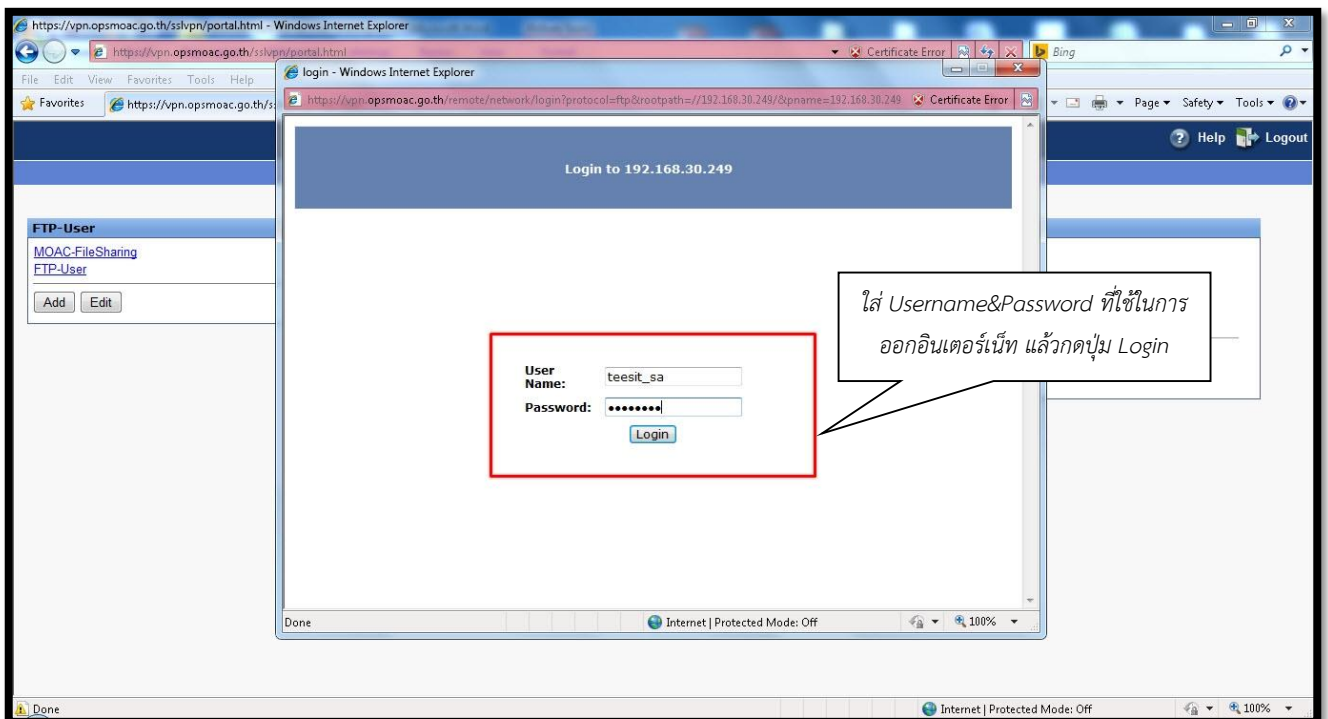 https://vpn.opsmoac.go.th/sslvpn/portal.html - Windows Internet Explorer
https://vpn.opsmoac.go.th/sslvpn/portal.html
Certificate Error
Bing
File Edit View Favorites Tools Help
Favorites
https://vpn.opsmoac.go.th/s
Page Safety Tools
Help Logout
login - Windows Internet Explorer
https://vpn.opsmoac.go.th/remote/network/login?protocol=ftp&rootpath=//192.168.30.249/&pname=192.168.30.249
Certificate Error
Login to 192.168.30.249
FTP-User
MOAC-FileSharing
FTP-User
Add Edit
ใส่ Username&Password ที่ใช้ในการ
ออกอินเตอร์เน็ท แล้วกดปุ่ม Login
User
Name:
teesit_sa
Password: ••••••••
Login
Done
Internet | Protected Mode: Off
100%
Done
Internet | Protected Mode: Off
100%